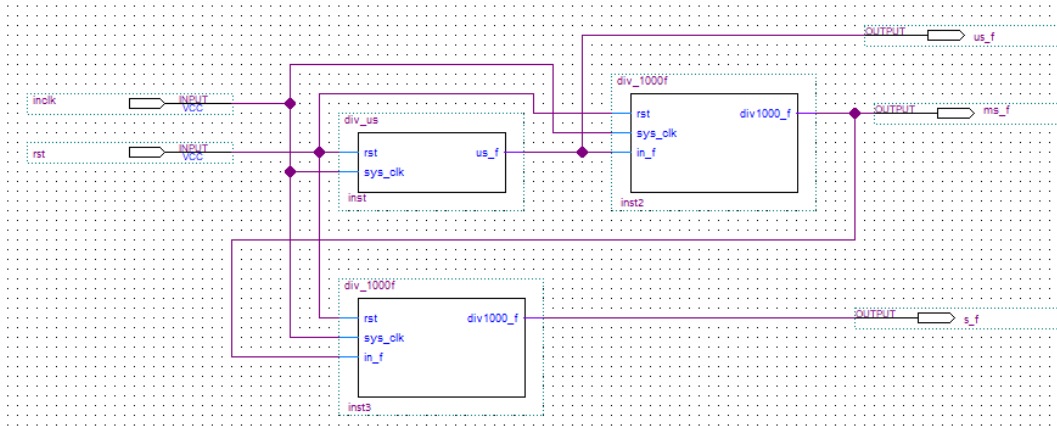 OUTPUT
us_f
div_1000f
inclk
INPUT
VCC
rst
div1000_f
OUTPUT
ms_f
div_us
sys_clk
rst
INPUT
VCC
rst
us_f
in_f
sys_clk
inst
inst2
div_1000f
rst
div1000_f
OUTPUT
s_f
sys_clk
in_f
inst3